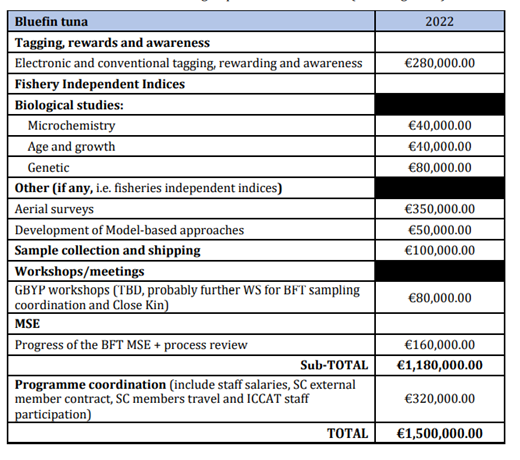 Bluefin tuna 2022
Tagging, rewards and awareness
Electronic and conventional tagging, rewarding and awareness €280,000.00
Fishery Independent Indices
Biological studies:
Microchemistry €40,000.00
Age and growth €40,000.00
Genetic €80,000.00
Other (if any, i.e. fisheries independent indices)
Aerial surveys €350,000.00
Development of Model-based approaches €50,000.00
Sample collection and shipping €100,000.00
Workshops/meetings
GBYP workshops (TBD, probably further WS for BFT sampling
coordination and Close Kin) €80,000.00
MSE
Progress of the BFT MSE + process review €160,000.00
Sub-TOTAL €1,180,000.00
Programme coordination (include staff salaries, SC external
member contract, SC members travel and ICCAT staff €320,000.00
participation)
TOTAL €1,500,000.00